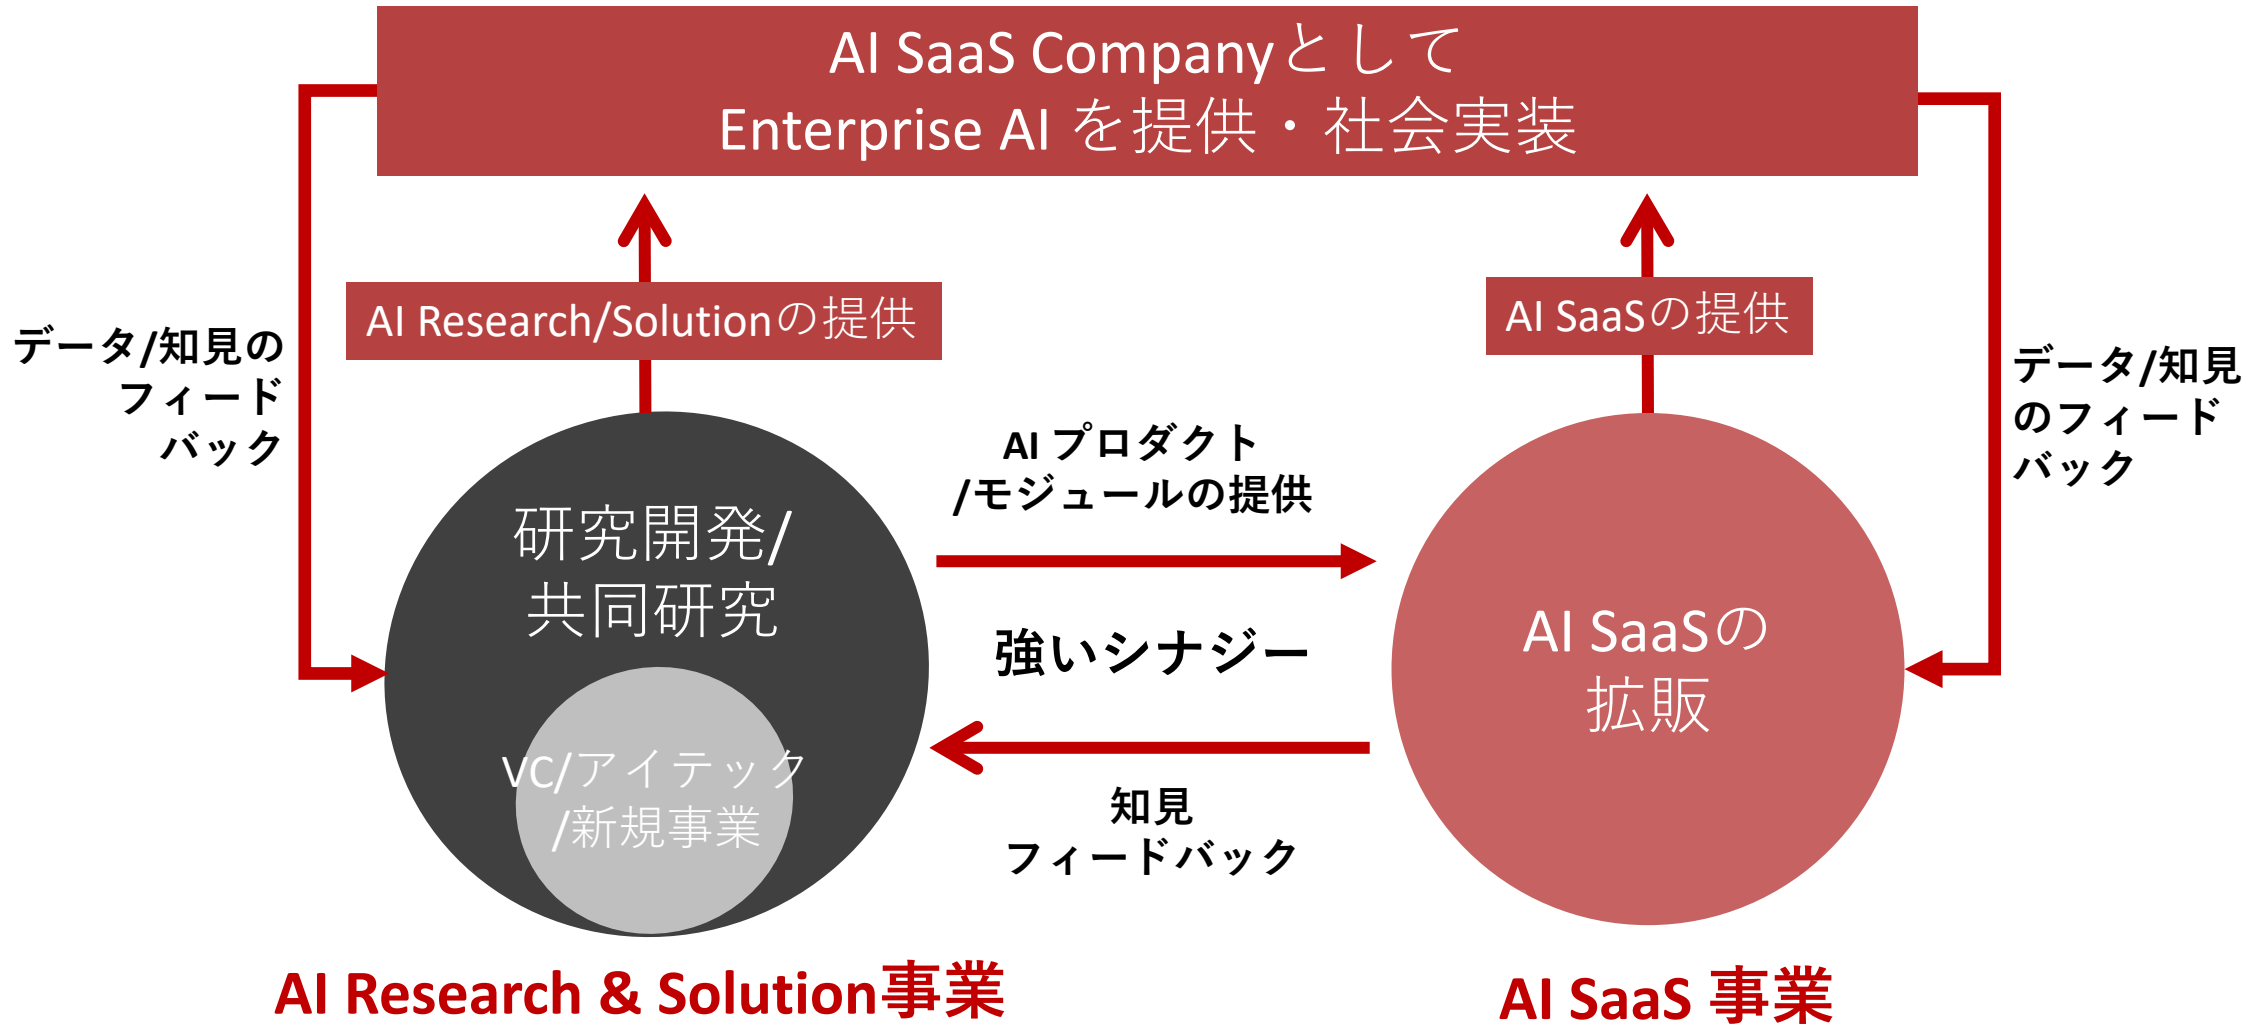 AI SaaS Companyとして
Enterprise AI を提供・社会実装
AI Research/Solutionの提供
AI SaaSの提供
データ/知見の
フィード
バック
データ/知見
のフィード
バック
AI プロダクト
/モジュールの提供
研究開発/
共同研究
強いシナジー
AI SaaSの
拡販
VC/アイテック
/新規事業
知見
フィードバック
AI Research & Solution事業
AI SaaS 事業